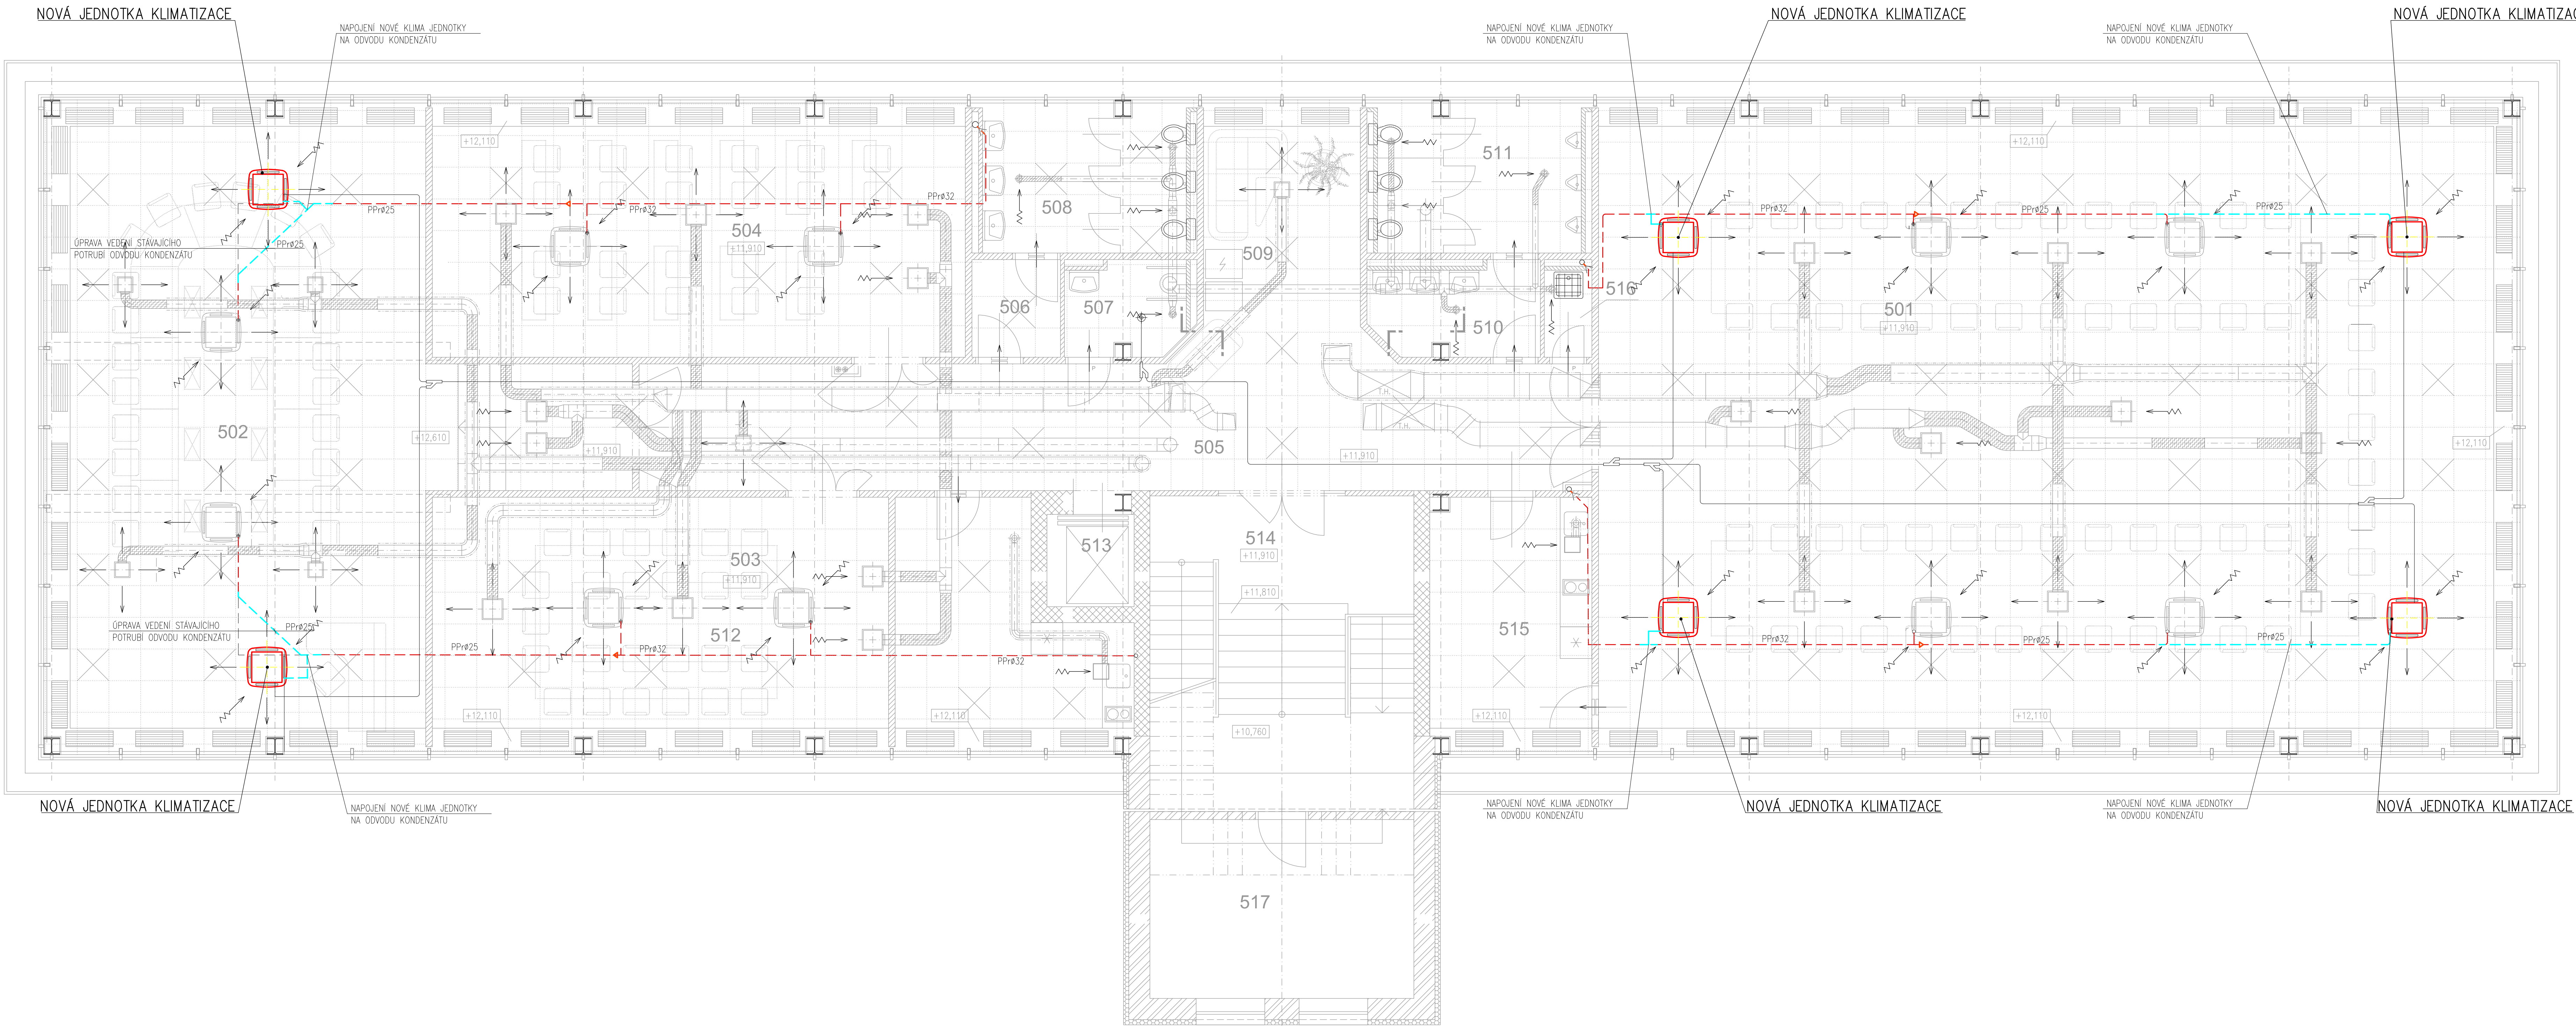 NOVÁ JEDNOTKA KLIMATIZACE
NAPOJENÍ NOVÉ KLIMA JEDNOTKY
NA ODVODU KONDENZÁTU
NAPOJENÍ NOVÉ KLIMA JEDNOTKY
NA ODVODU KONDENZÁTU
NOVÁ JEDNOTKA KLIMATIZACE
NAPOJENÍ NOVÉ KLIMA JEDNOTKY
NA ODVODU KONDENZÁTU
NOVÁ JEDNOTKA KLIMATIZAC
+12,110
+12,110
511
508
PPrø25
PPrø32
PPrø32
PPrø32
PPrø25
PPrø25
504
+11,910
ÚPRAVA VEDENÍ STÁVAJÍCÍHO
POTRUBÍ ODVODU KONDENZÁTU
PPrø25
509
516
506
507
510
501
+11,910
P
P
T.H.
T.H.
502
+12,610
+11,910
505
+11,910
+12,110
503
+11,910
513
514
+11,910
+11,810
512
515
ÚPRAVA VEDENÍ STÁVAJÍCÍHO
POTRUBÍ ODVODU KONDENZÁTU
PPrø25
PPrø25
PPrø32
PPrø32
PPrø32
PPrø25
PPrø25
+12,110
+12,110
+10,760
+12,110
+12,110
NOVÁ JEDNOTKA KLIMATIZACE
NAPOJENÍ NOVÉ KLIMA JEDNOTKY
NA ODVODU KONDENZÁTU
NAPOJENÍ NOVÉ KLIMA JEDNOTKY
NA ODVODU KONDENZÁTU
NOVÁ JEDNOTKA KLIMATIZACE
NAPOJENÍ NOVÉ KLIMA JEDNOTKY
NA ODVODU KONDENZÁTU
NOVÁ JEDNOTKA KLIMATIZACE
517